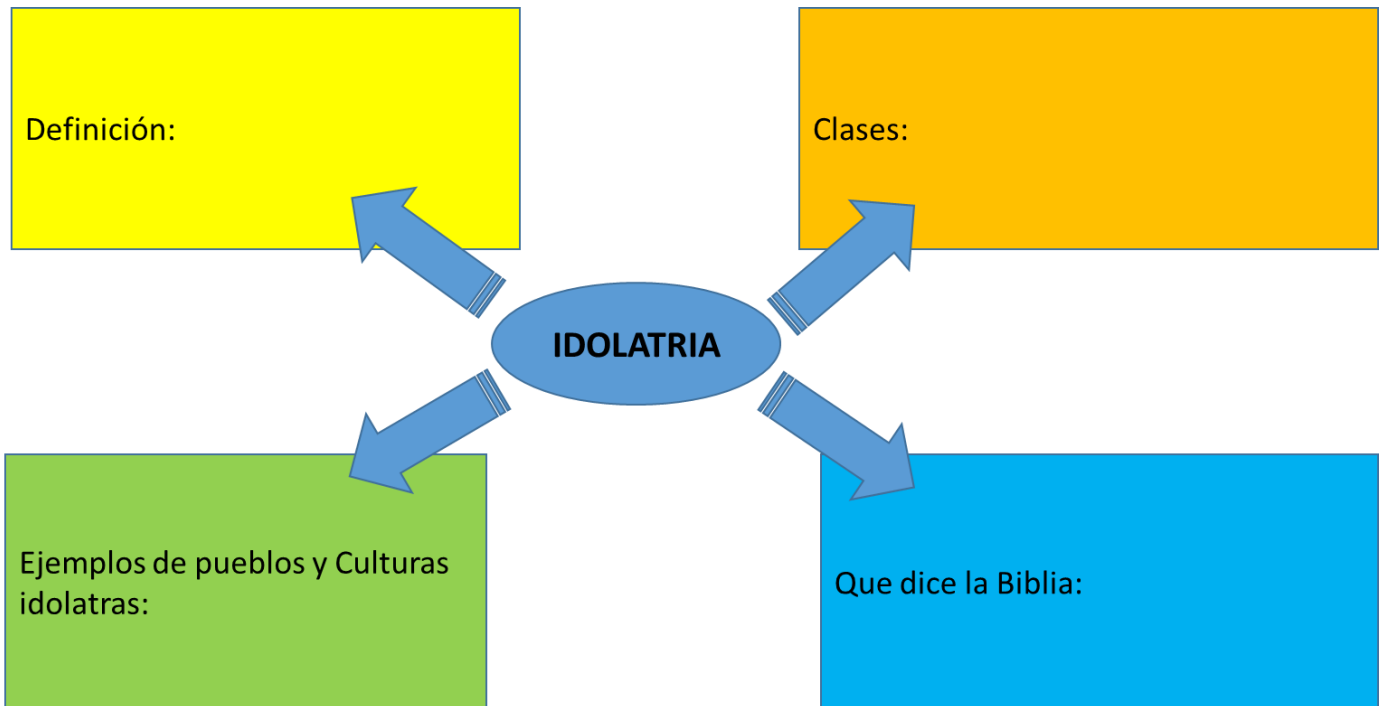 Definición:
Clases:
IDOLATRIA
Ejemplos de pueblos y Culturas
idolatras:
Que dice la Biblia: